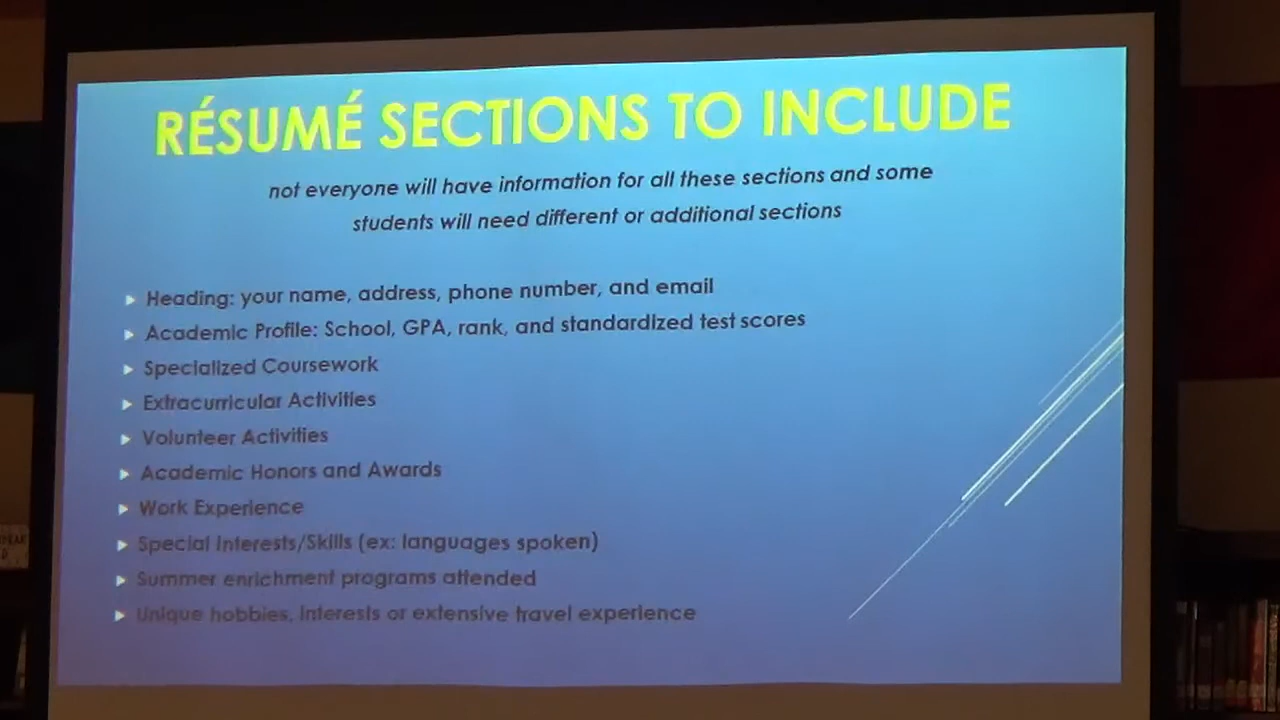 RÉSUMÉ SECTIONS TO INCLUDE
not everyone will have information for all these sections and some
students will need different or additional sections
Heading: your name, address, phone number, and email
Academic Profile: School, GPA, rank, and standardized test scores
Specialized Coursework
Extracurricular Activities
Volunteer Activities
Academic Honors and Awards
Work Experience
Special Interests/Skills (ex: languages spoken)
Summer enrichment programs attended
Unique hobbies, interests or extensive travel experience